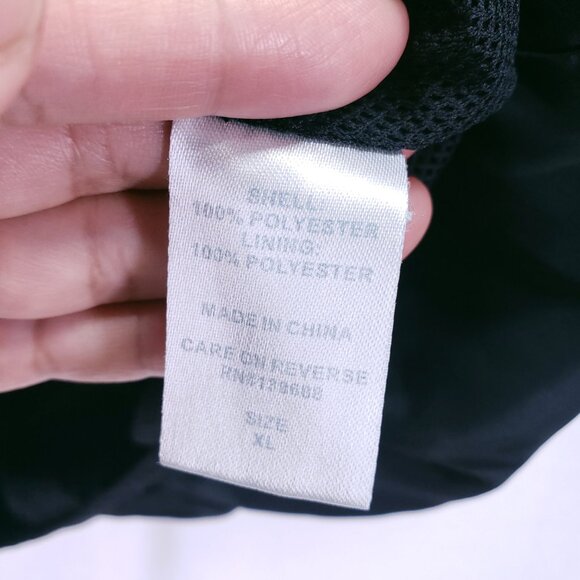 SHELL:
100% POLYESTER
LINING:
100% POLYESTER
MADE IN CHINA
CARE ON REVERSE
SIZE
XL